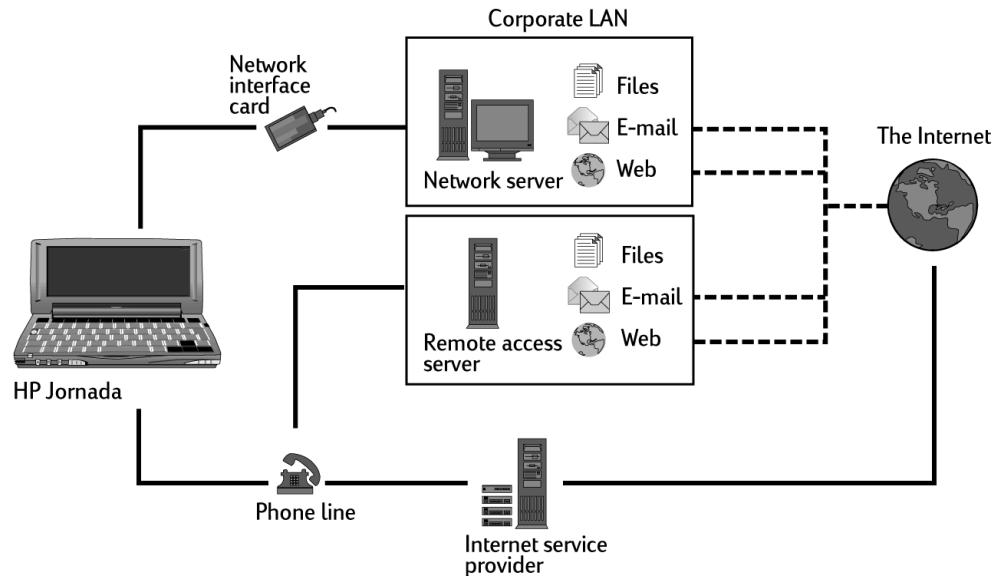 Corporate LAN
Network
interface
card
Files
E-mail
Web
Network server
The Internet
Files
E-mail
Web
Remote access
server
HP Jornada
Phone line
Internet service
provider